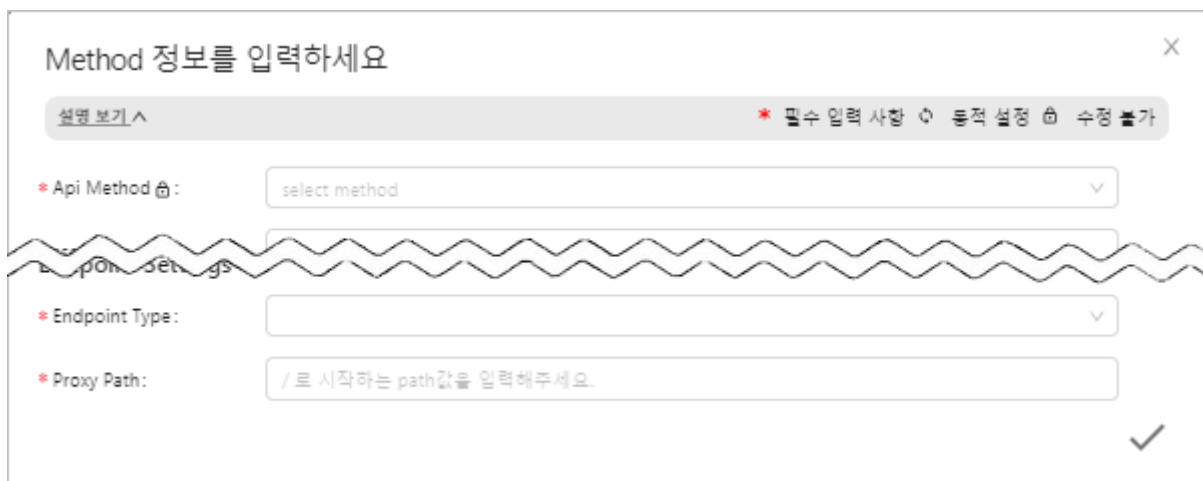 Method 정보를 입력하세요
설명 보기
* 필수 입력 사항 동적 설정 수정 불가
* Api Method :
select method
* Endpoint Type :
* Proxy Path :
/ 로 시작하는 path값을 입력해주세요.